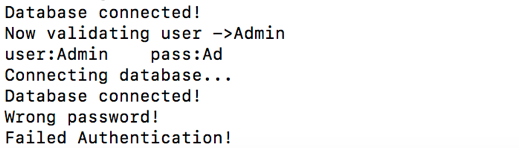 Database connected!
Now validating user ->Admin
user:Admin    pass:Ad
Connecting database...
Database connected!
Wrong password!
Failed Authentication!